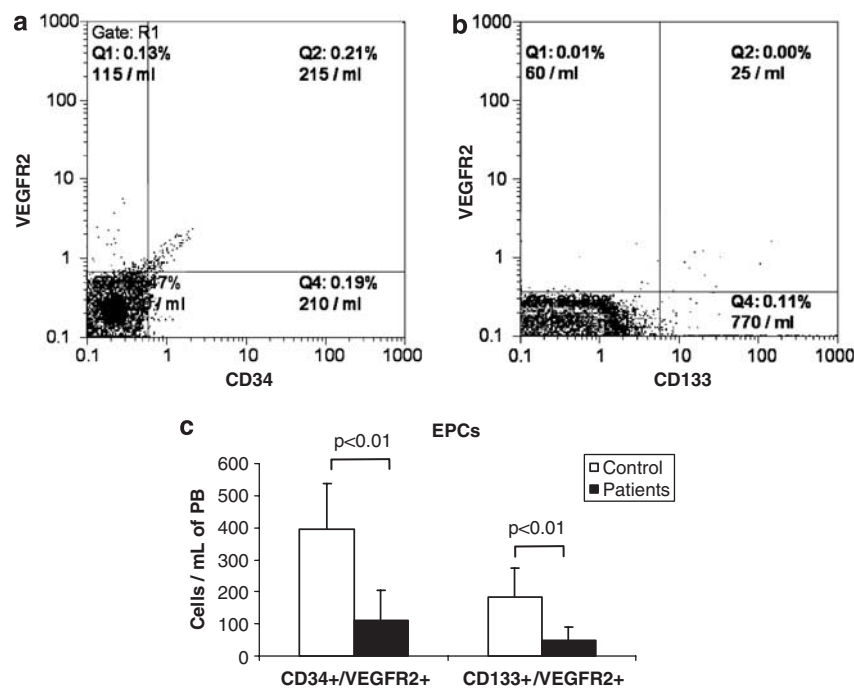 a
Gate: R1
Q1: 0.13%
115 / ml
Q2: 0.21%
215 / ml
Q4: 0.19%
210 / ml
/ ml
1000
100
10
1
0.1
VEGFR2
0.1
1
10
100
1000
CD34
b
Q1: 0.01%
60 / ml
Q2: 0.00%
25 / ml
Q4: 0.11%
770 / ml
1000
100
10
1
0.1
VEGFR2
0.1
1
10
100
1000
CD133
c
EPCs
p<0.01
p<0.01
Control
Patients
600
500
400
300
200
100
0
Cells / mL of PB
CD34+/VEGFR2+
CD133+/VEGFR2+